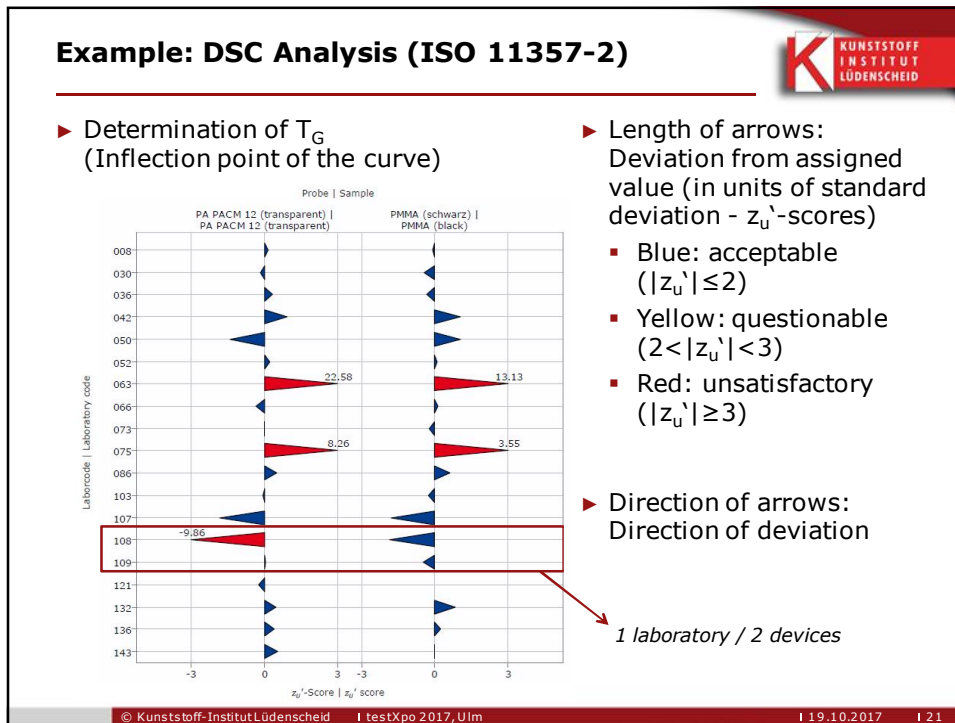 Example: DSC Analysis (ISO 11357-2)
KUNSTSTOFF
INSTITUT
LÜDENSCHEID
► Determination of TG
(Inflection point of the curve)
Probe | Sample
PA PACM 12 (transparent) |
PA PACM 12 (transparent)
PMMA (schwarz) |
PMMA (black)
Laborcode | Laboratory code
008
030
036
042
050
052
063
22.58
13.13
066
073
075
8.26
3.55
086
103
107
108
-9.86
109
121
132
136
143
-3
0
3
-3
0
3
zu'-Score | zu' score
► Length of arrows:
Deviation from assigned
value (in units of standard
deviation - zu‘-scores)
▪ Blue: acceptable
(|zu‘|≤2)
▪ Yellow: questionable
(2<|zu‘|<3)
▪ Red: unsatisfactory
(|zu‘|≥3)
► Direction of arrows:
Direction of deviation
1 laboratory / 2 devices
© Kunststoff-Institut Lüdenscheid I testXpo 2017, Ulm I 19.10.2017 I 21